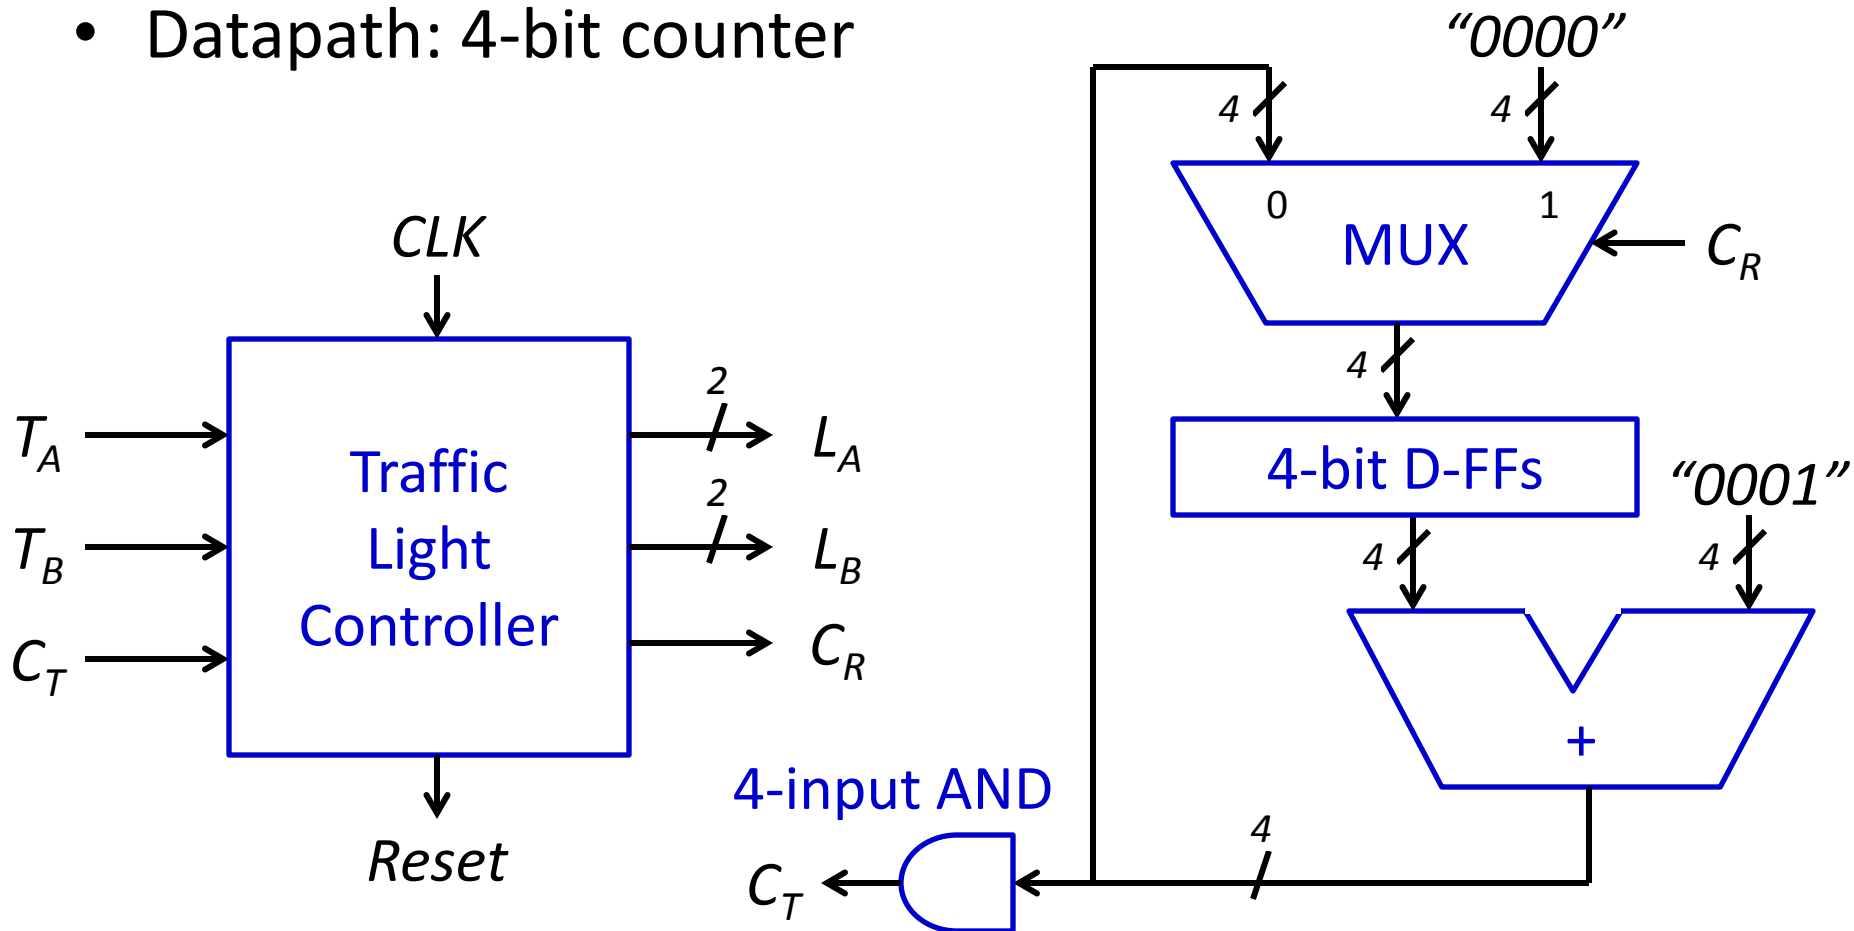 • Datapath: 4-bit counter
CLK
T_A
T_B
C_T
Traffic
Light
Controller
2
L_A
2
L_B
C_R
Reset
“0000”
4
4
0
1
MUX
C_R
4
4-bit D-FFs
“0001”
4
4
+
4-input AND
4
C_T